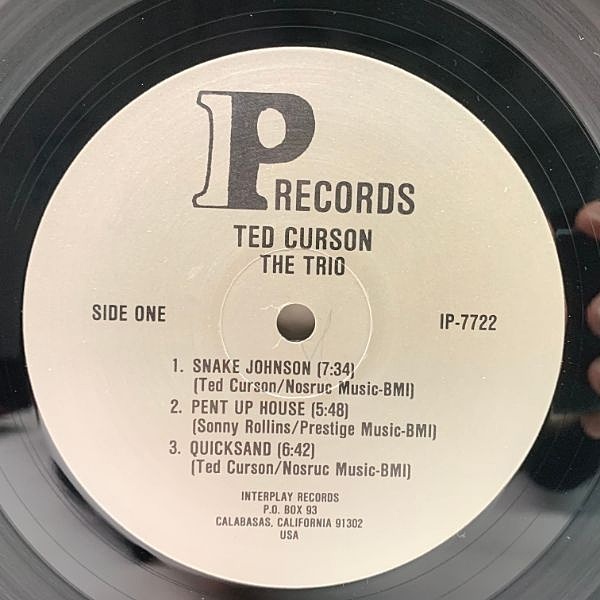 IP RECORDS
TED CURSON
THE TRIO
SIDE ONE
IP-7722
1. SNAKE JOHNSON (7:34)
(Ted Curson/Nosruc Music-BMI)
2. PENT UP HOUSE (5:48)
(Sonny Rollins/Prestige Music-BMI)
3. QUICKSAND (6:42)
(Ted Curson/Nosruc Music-BMI)
INTERPLAY RECORDS
P.O. BOX 93
CALABASAS, CALIFORNIA 91302
USA